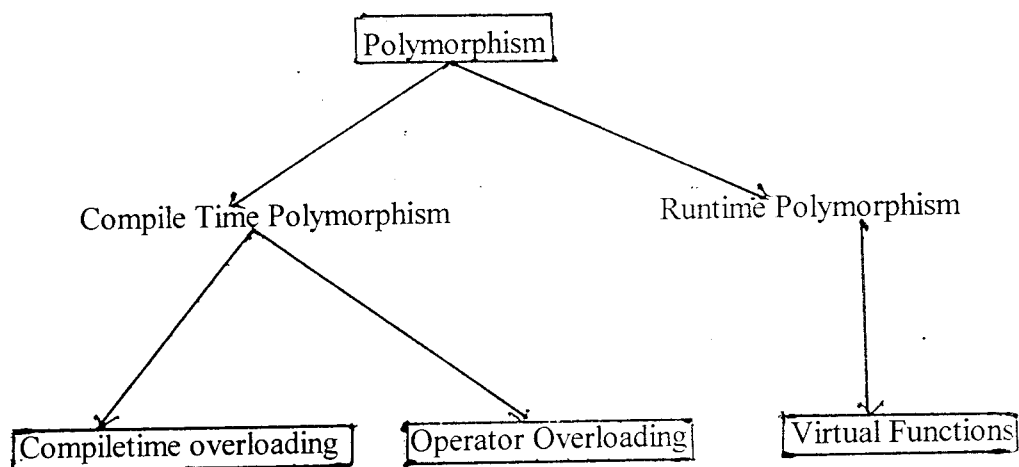 Polymorphism
Compile Time Polymorphism
Runtime Polymorphism
Compiletime overloading
Operator Overloading
Virtual Functions